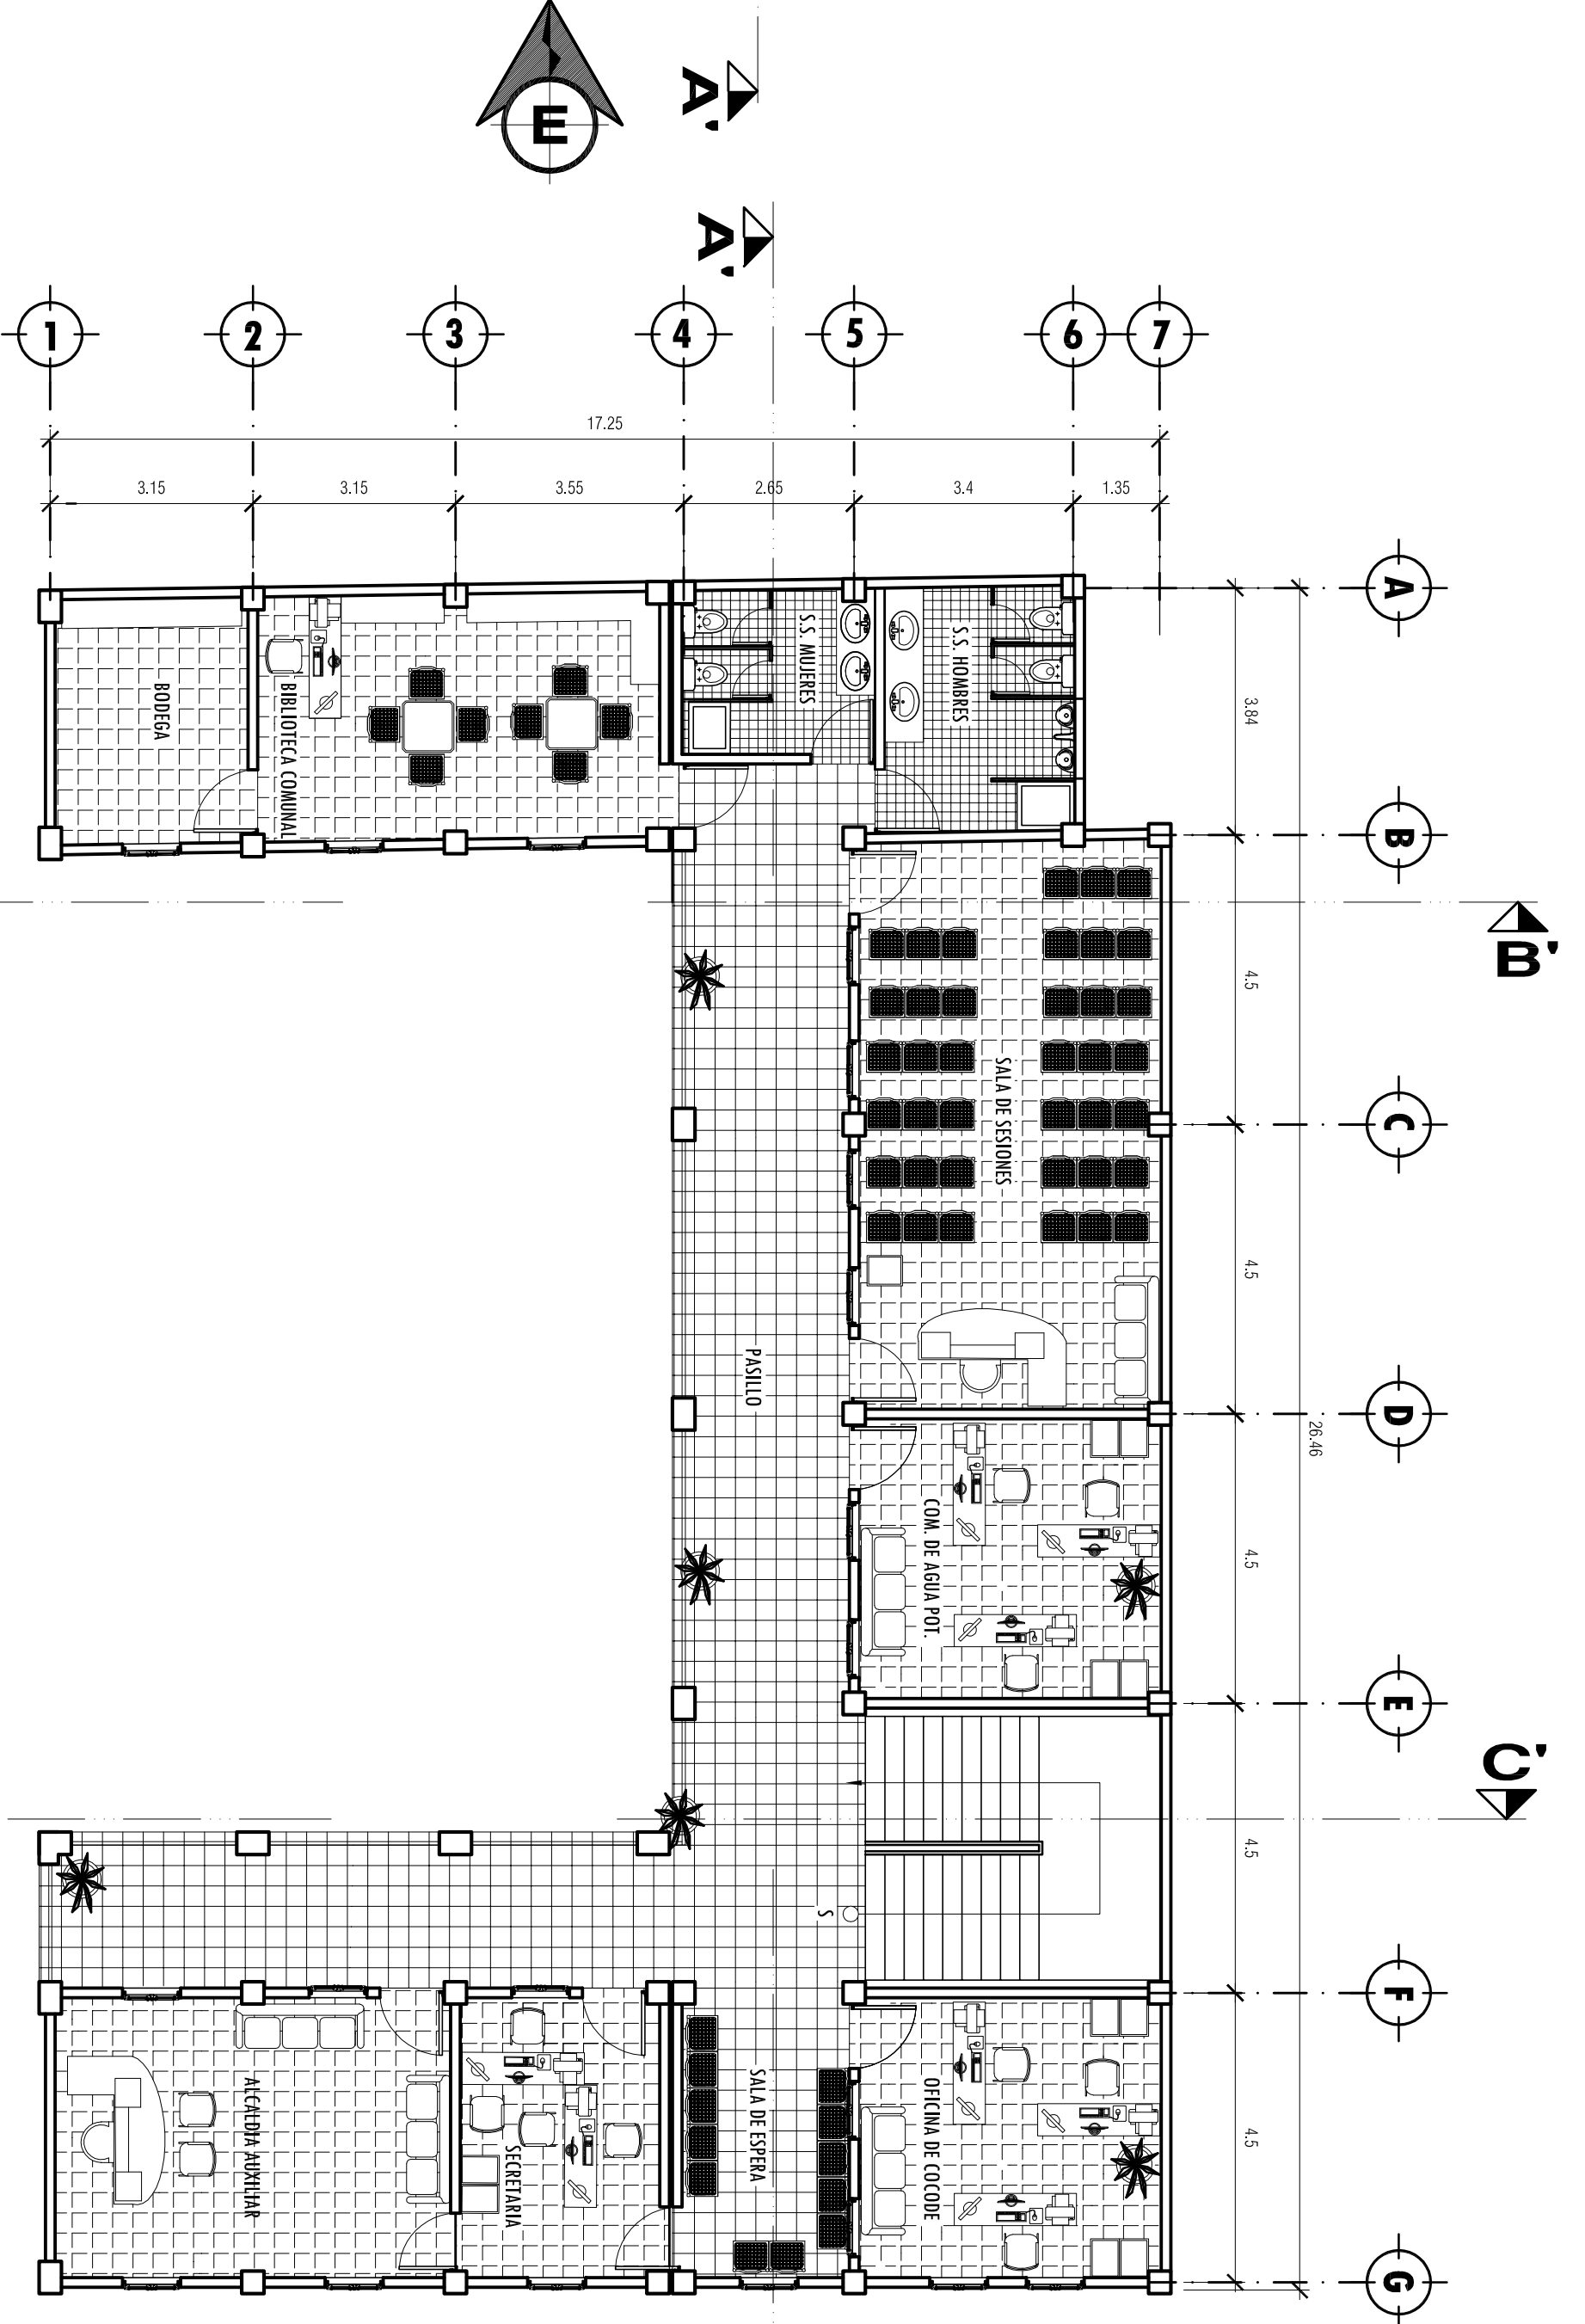 E
A'
A'
1
2
3
4
5
6
7
17.25
3.15
3.15
3.55
2.65
3.4
1.35
A
B
C
D
E
F
G
3.84
4.5
4.5
4.5
4.5
4.5
26.46
B'
C'
BODEGA
BIBLIOTECA COMUNAL
S.S. MUJERES
S.S. HOMBRES
SALA DE SESIONES
PASILLO
COM. DE AGUA POT.
S
ALCALDIA AUXILIAR
SECRETARIA
SALA DE ESPERA
OFICINA DE COCODE